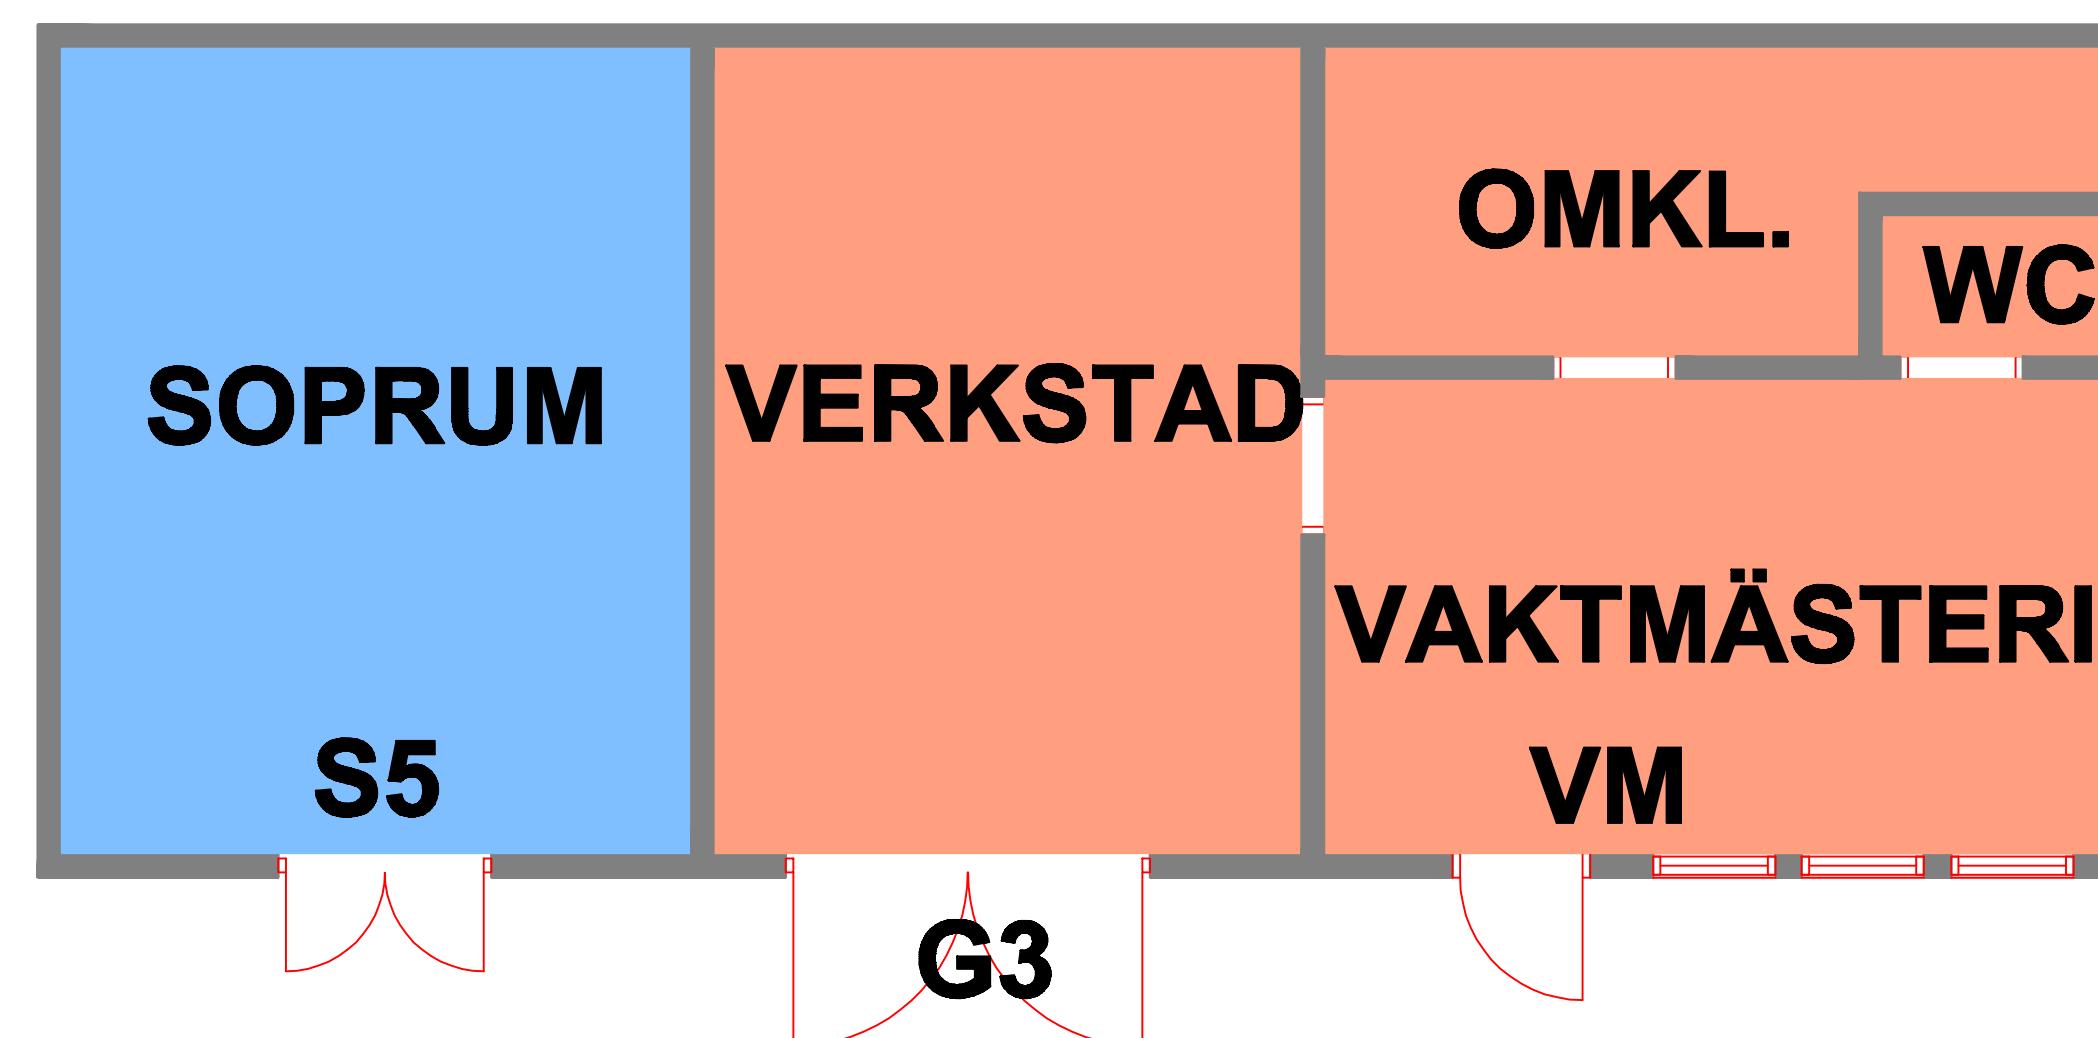 OMKL.
WC
SOPRUM
VERKSTAD
VAKTMÄSTERI
S5
VM
G3